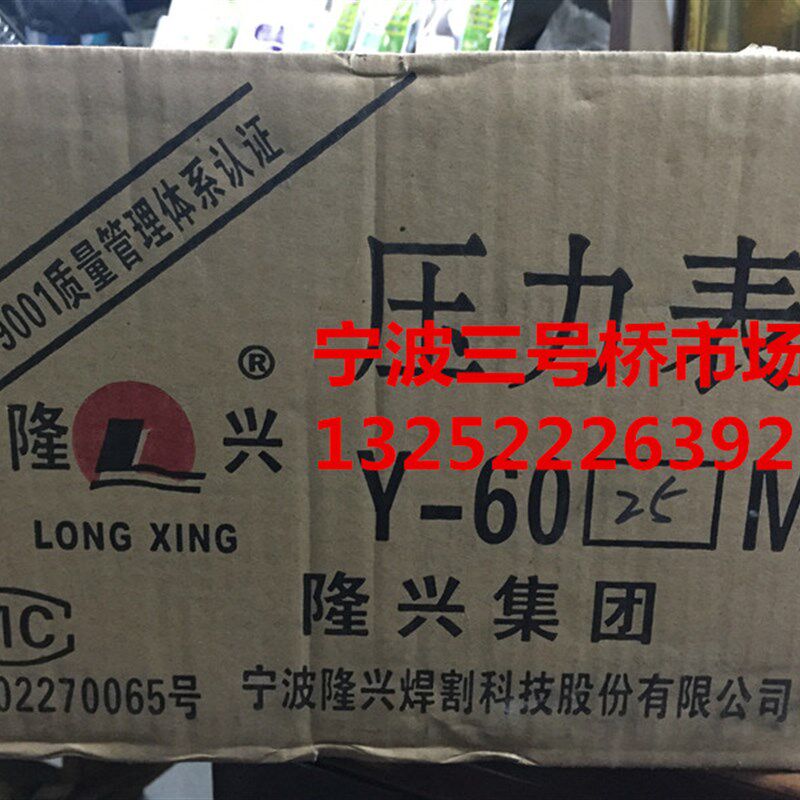 9001质量管理体系认证
压力表
宁波三号桥市场
13252226392
®
隆 兴
LONG XING
Y-60 25 M
隆兴集团
MC
02270065号
宁波隆兴焊割科技股份有限公司